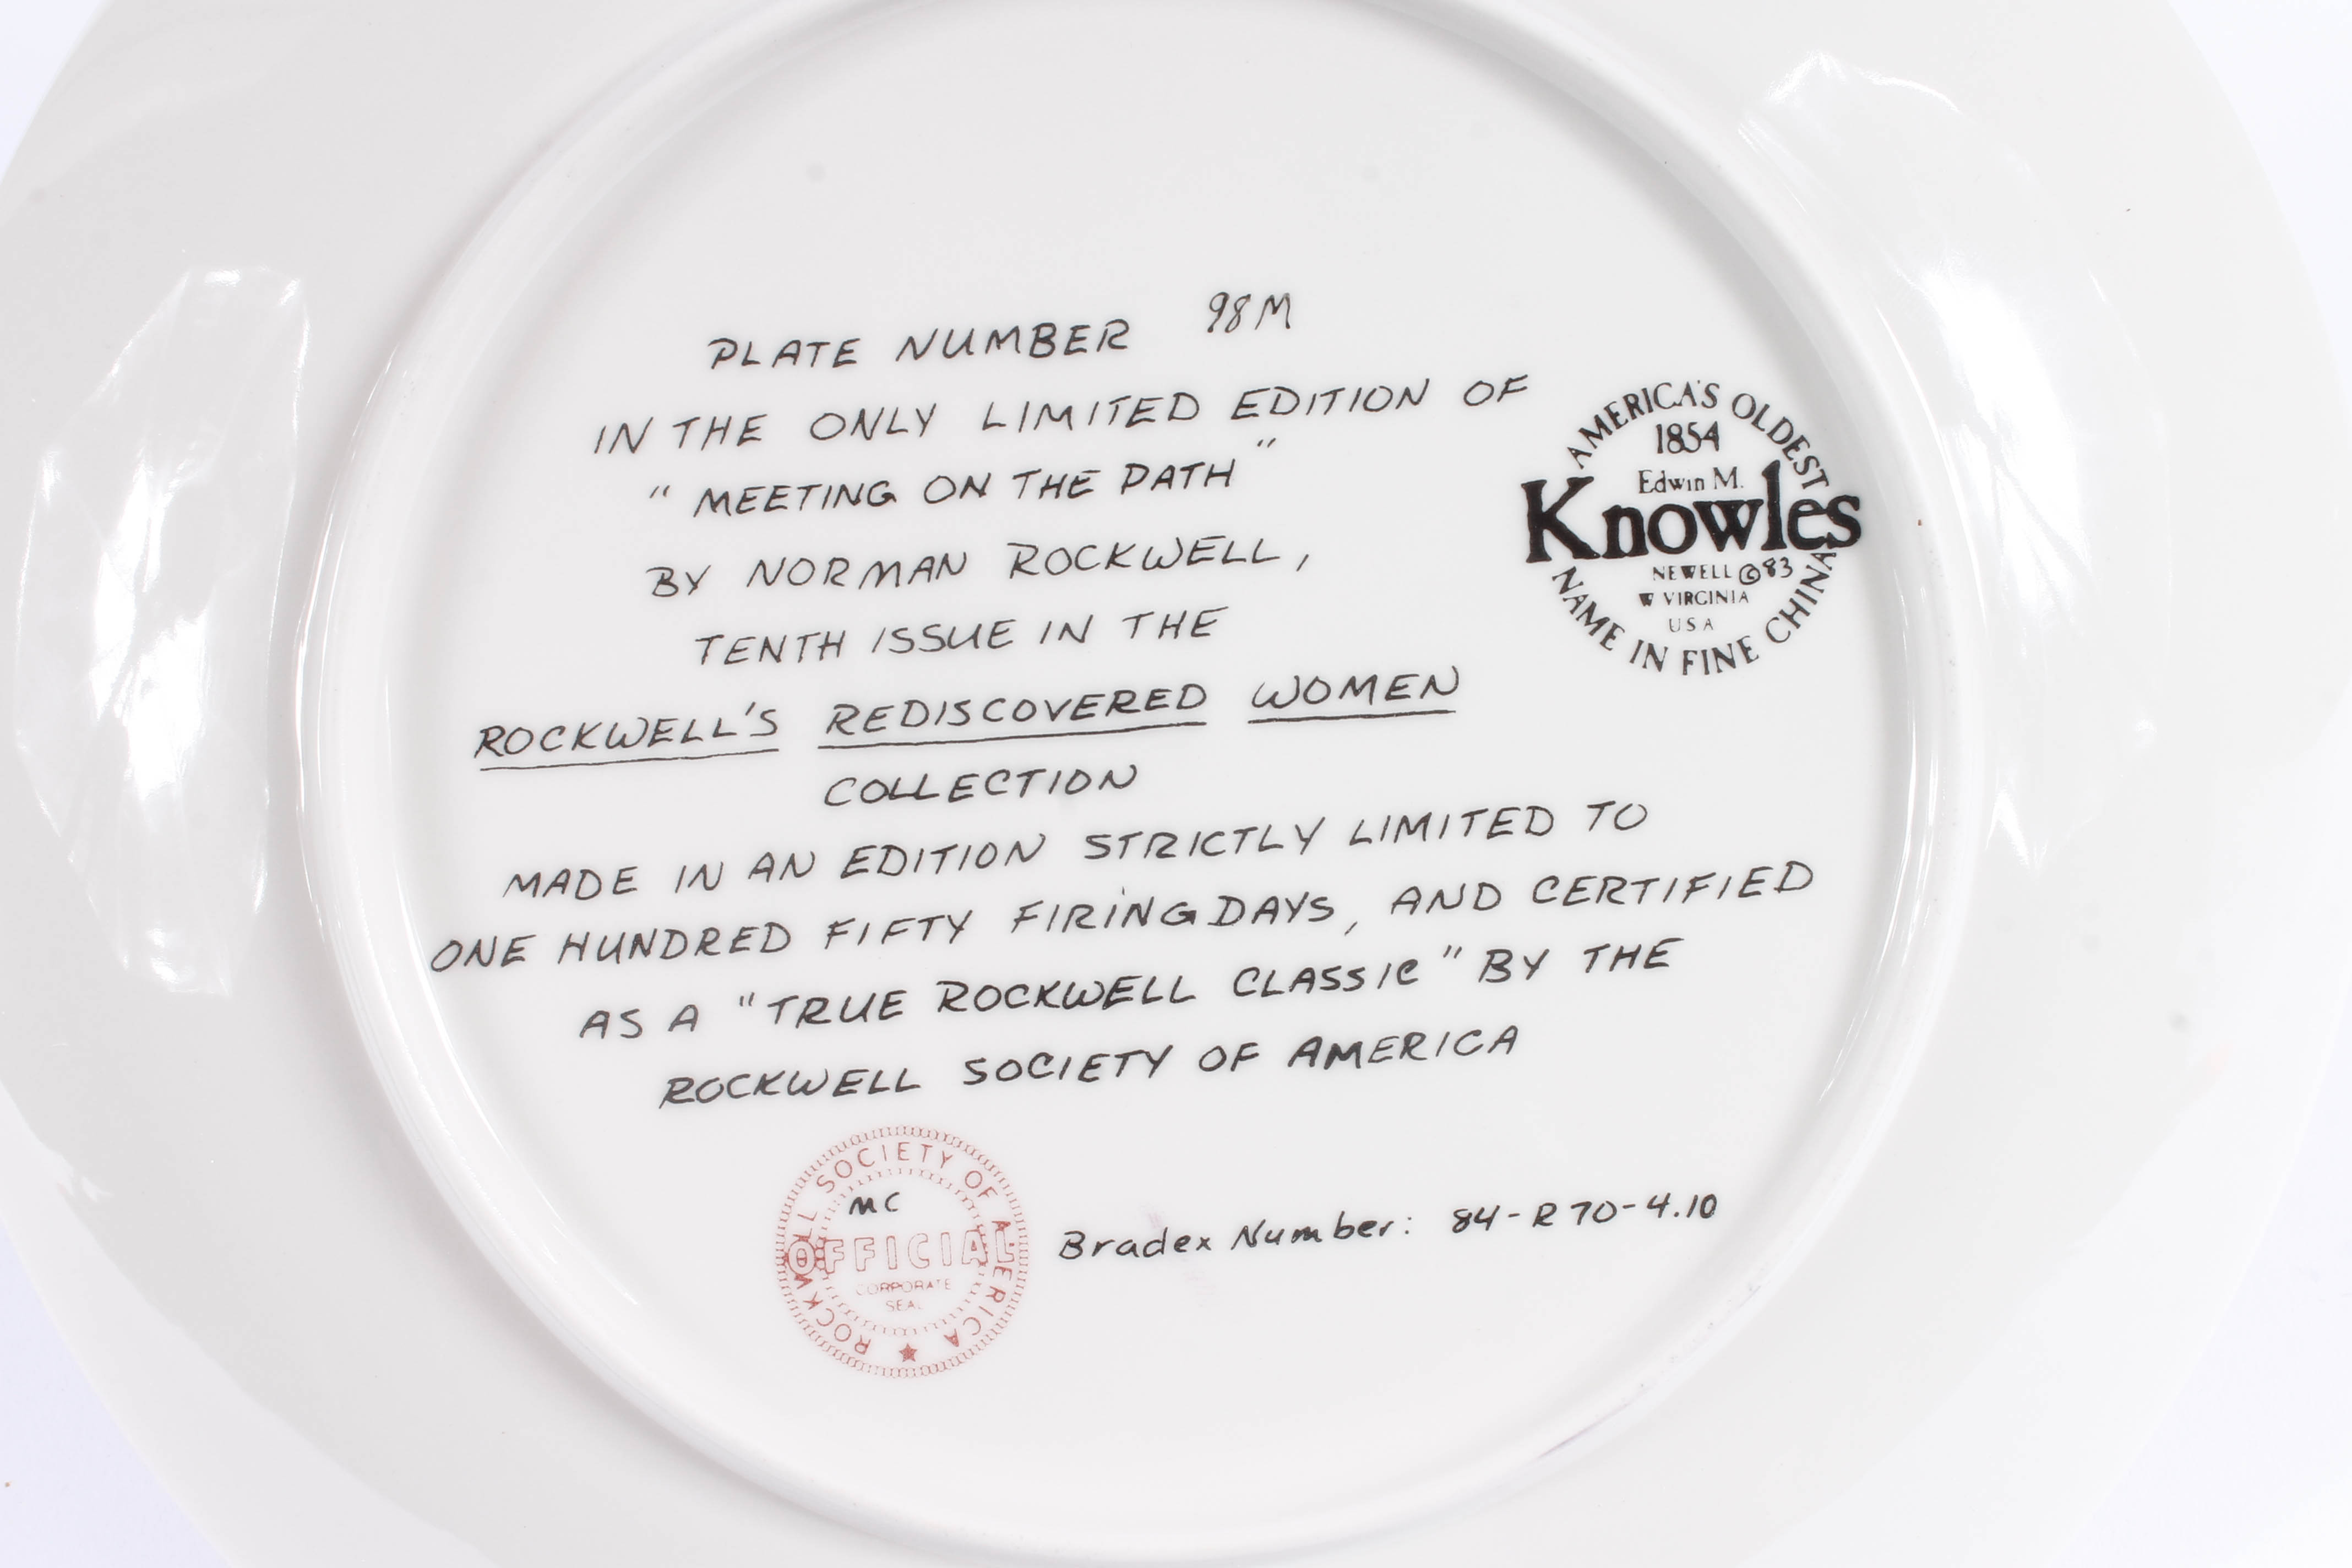 PLATE NUMBER 98M
IN THE ONLY LIMITED EDITION OF
" MEETING ON THE PATH "
BY NORMAN ROCKWELL,
TENTH ISSUE IN THE
ROCKWELL'S REDISCOVERED WOMEN
COLLECTION
MADE IN AN EDITION STRICTLY LIMITED TO
ONE HUNDRED FIFTY FIRING DAYS, AND CERTIFIED
AS A "TRUE ROCKWELL CLASSIC" BY THE
ROCKWELL SOCIETY OF AMERICA
AMERICA'S OLDEST
1854
Edwin M.
Knowles
NEWELL © 83
W VIRGINIA
USA
NAME IN FINE CHINA
ROCKWELL SOCIETY OF AMERICA
MC
OFFICIAL
CORPORATE
SEAL
Bradex Number: 84-R70-4.10